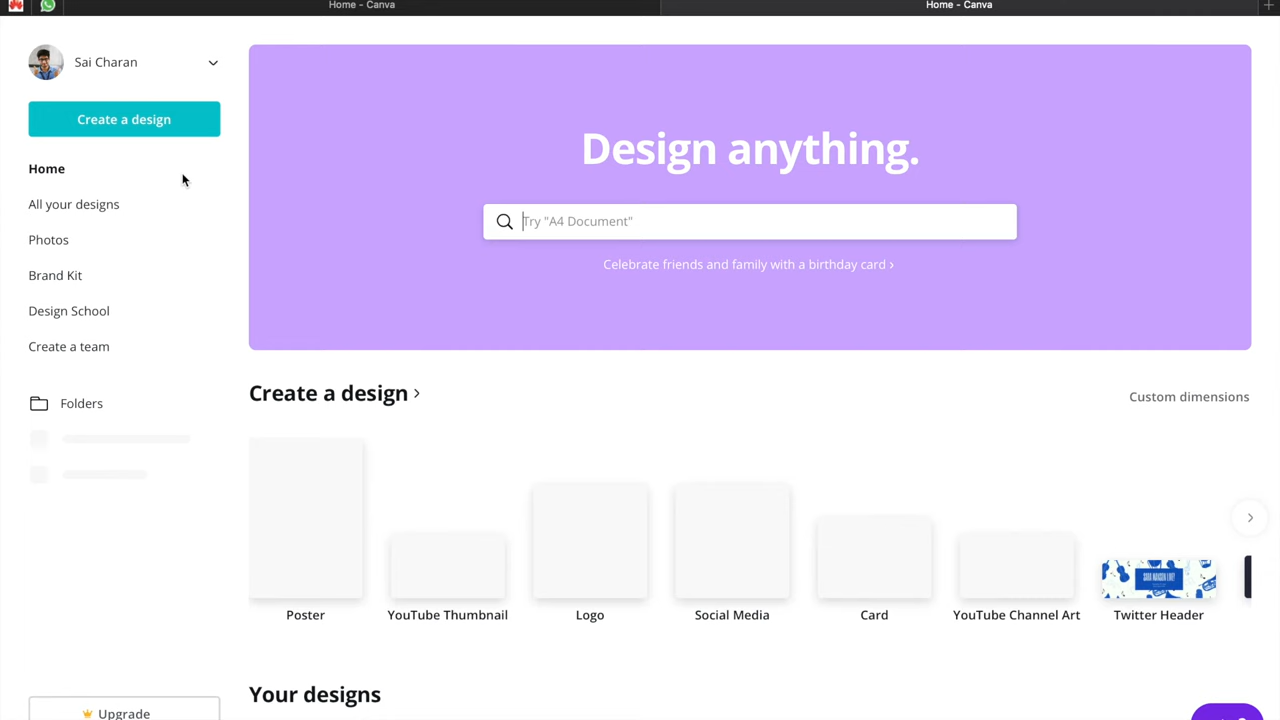 Home - Canva
Home - Canva
Sai Charan
Create a design
Home
All your designs
Photos
Brand Kit
Design School
Create a team
Folders
Upgrade
Design anything.
Try "A4 Document"
Celebrate friends and family with a birthday card ›
Create a design ›
Custom dimensions
Poster
YouTube Thumbnail
Logo
Social Media
Card
YouTube Channel Art
Twitter Header
Your designs